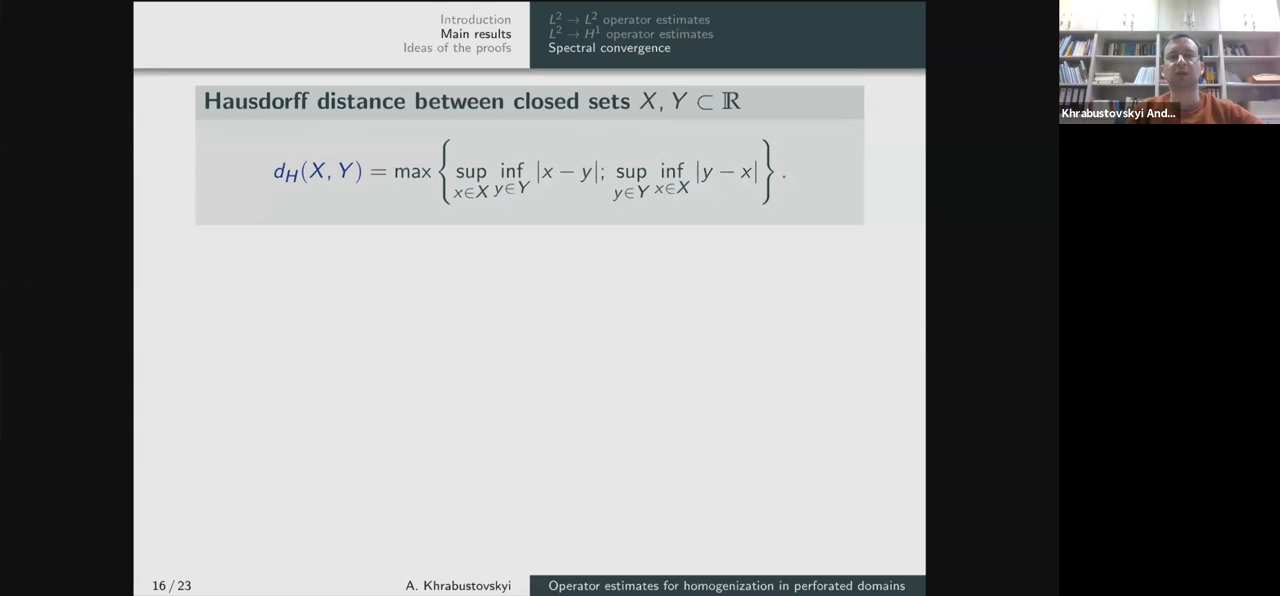 Introduction
Main results
Ideas of the proofs
L² → L² operator estimates
L² → H¹ operator estimates
Spectral convergence
Khrabustovskyi And...
Hausdorff distance between closed sets X, Y ⊂ ℝ
d_H(X, Y) = max { sup_{x∈X} inf_{y∈Y} |x − y|; sup_{y∈Y} inf_{x∈X} |y − x| } .
16 / 23
A. Khrabustovskyi
Operator estimates for homogenization in perforated domains